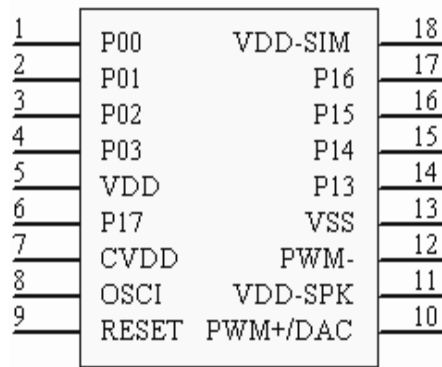 1 P00 VDD-SIM 18
2 P01 P16 17
3 P02 P15 16
4 P03 P14 15
5 VDD P13 14
6 P17 VSS 13
7 CVDD PWM- 12
8 OSCI VDD-SPK 11
9 RESET PWM+/DAC 10